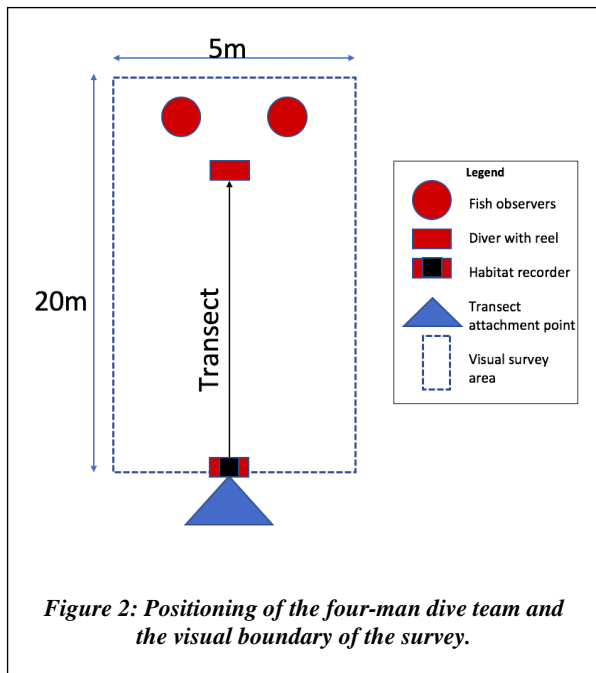 5m
20m
Transect
Legend
Fish observers
Diver with reel
Habitat recorder
Transect
attachment point
Visual survey
area
Figure 2: Positioning of the four-man dive team and
the visual boundary of the survey.